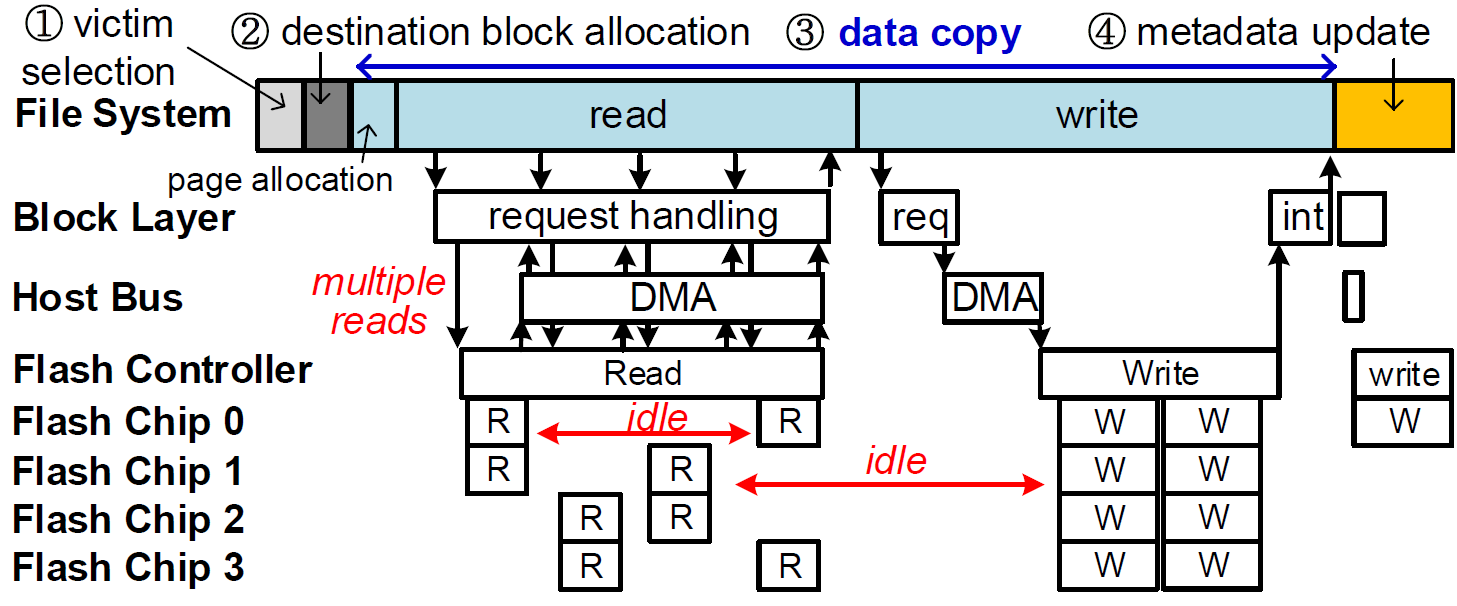 ① victim selection
② destination block allocation
③ data copy
④ metadata update
File System
read
write
page allocation
Block Layer
request handling
req
int
multiple reads
Host Bus
DMA
DMA
Flash Controller
Read
Write
write
Flash Chip 0
R
idle
R
W
W
W
Flash Chip 1
R
R
idle
W
W
Flash Chip 2
R
R
W
W
Flash Chip 3
R
R
W
W